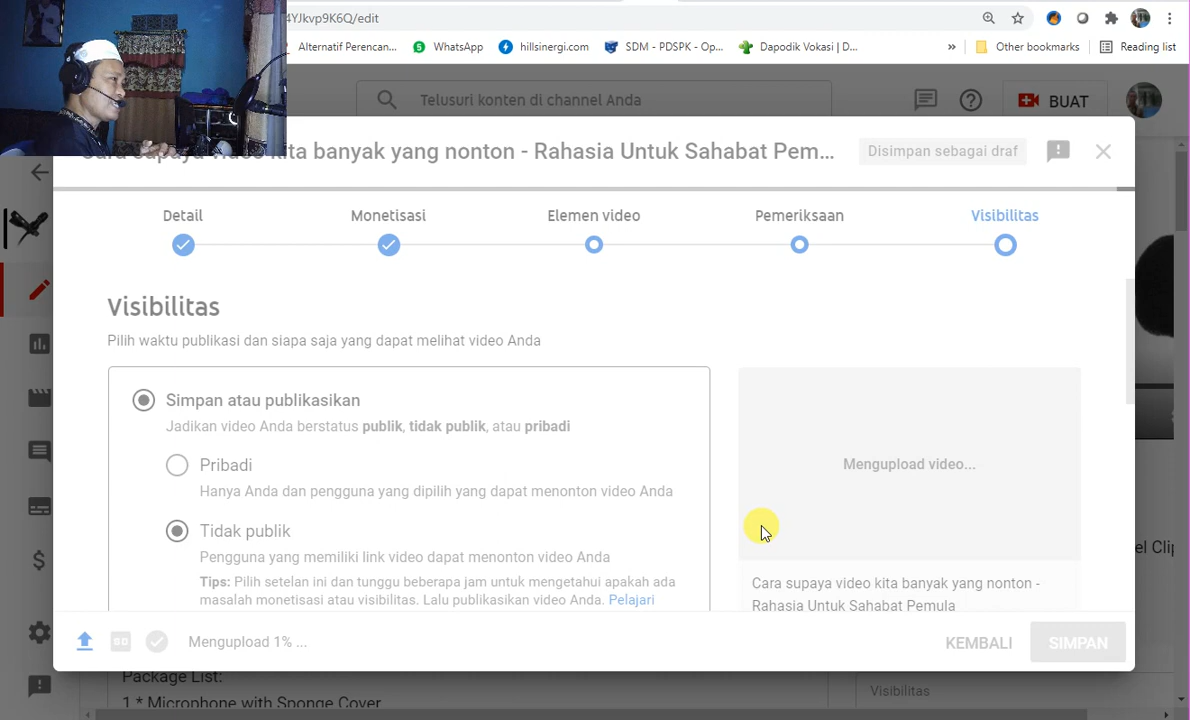 4YJkvp9K6Q/edit
Alternatif Perencan... WhatsApp hillsinergi.com SDM - PDSPK - Op... Dapodik Vokasi | D... » Other bookmarks Reading list
Telusuri konten di channel Anda
BUAT
Cara supaya video kita banyak yang nonton - Rahasia Untuk Sahabat Pem...
Disimpan sebagai draf
Detail Monetisasi Elemen video Pemeriksaan Visibilitas
Visibilitas
Pilih waktu publikasi dan siapa saja yang dapat melihat video Anda
Simpan atau publikasikan
Jadikan video Anda berstatus publik, tidak publik, atau pribadi
Pribadi
Hanya Anda dan pengguna yang dipilih yang dapat menonton video Anda
Tidak publik
Pengguna yang memiliki link video dapat menonton video Anda
Tips: Pilih setelan ini dan tunggu beberapa jam untuk mengetahui apakah ada
masalah monetisasi atau visibilitas. Lalu publikasikan video Anda. Pelajari
Mengupload video...
Cara supaya video kita banyak yang nonton -
Rahasia Untuk Sahabat Pemula
el Clip
SD
Mengupload 1% ...
KEMBALI SIMPAN
Package List:
1 * Microphone with Sponge Cover
Visibilitas